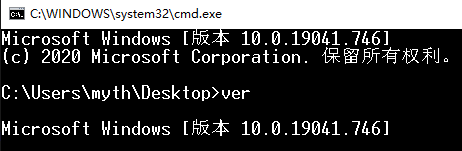 C:\WINDOWS\system32\cmd.exe
Microsoft Windows [版本 10.0.19041.746]
(c) 2020 Microsoft Corporation. 保留所有权利。
C:\Users\myth\Desktop>ver
Microsoft Windows [版本 10.0.19041.746]